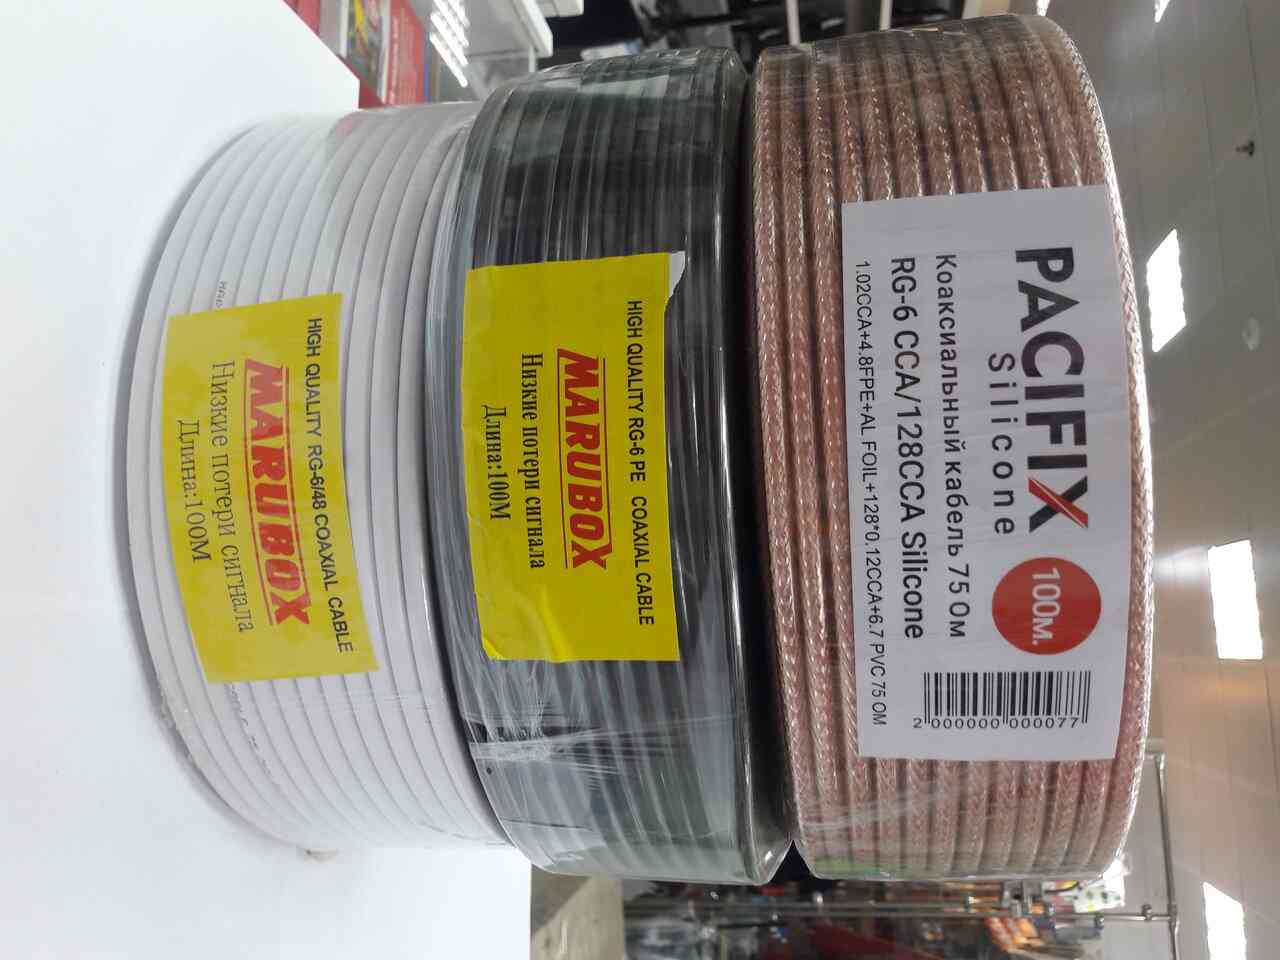 PACIFIX
Silicone
100М.
Коаксиальный кабель 75 Ом
RG-6 CCA/128CCA Silicone
1.02CCA+4.8FPE+AL FOIL+128*0.12CCA+6.7 PVC 75 OM
2 000000 000077
HIGH QUALITY RG-6 PE COAXIAL CABLE
MARUBOX
Низкие потери сигнала
Длина:100М
HIGH QUALITY RG-6/48 COAXIAL CABLE
MARUBOX
Низкие потери сигнала
Длина:100М